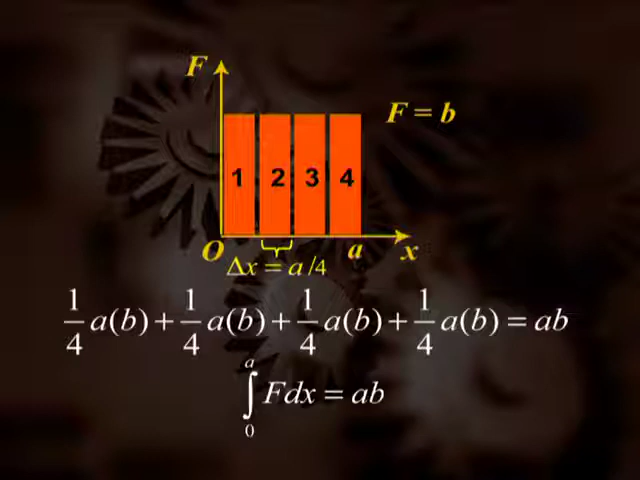 F
F = b
1 2 3 4
O a x
Δx = a/4
1/4 a(b) + 1/4 a(b) + 1/4 a(b) + 1/4 a(b) = ab
∫₀ᵃ Fdx = ab